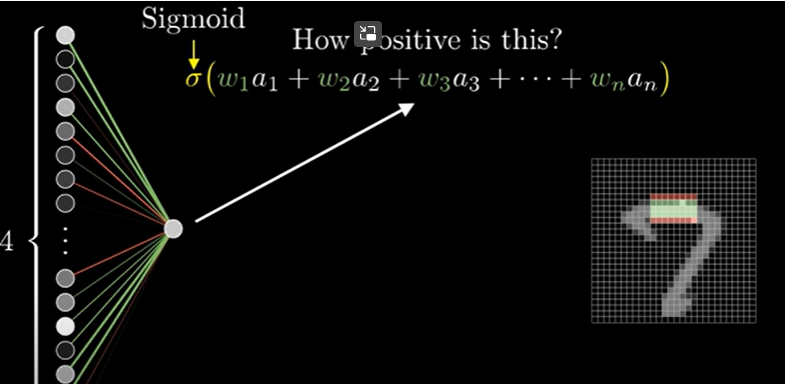 Sigmoid
How positive is this?
σ(w₁a₁ + w₂a₂ + w₃a₃ + ⋯ + wₙaₙ)
4